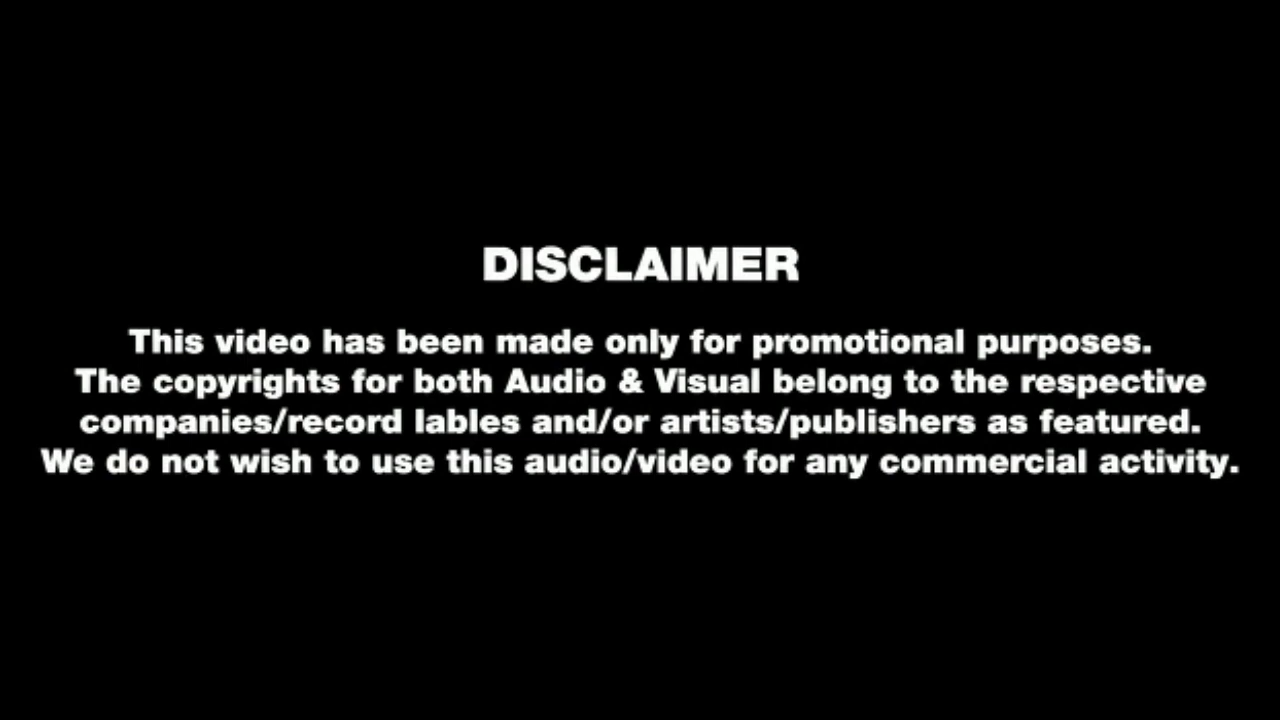 DISCLAIMER
This video has been made only for promotional purposes.
The copyrights for both Audio & Visual belong to the respective
companies/record lables and/or artists/publishers as featured.
We do not wish to use this audio/video for any commercial activity.